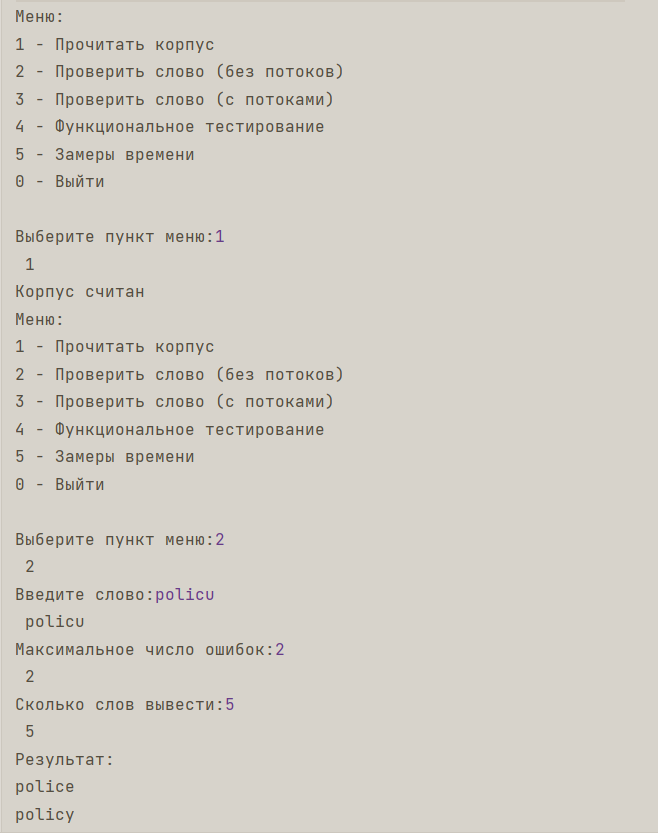 Меню:
1 - Прочитать корпус
2 - Проверить слово (без потоков)
3 - Проверить слово (с потоками)
4 - Функциональное тестирование
5 - Замеры времени
0 - Выйти
Выберите пункт меню:1
1
Корпус считан
Меню:
1 - Прочитать корпус
2 - Проверить слово (без потоков)
3 - Проверить слово (с потоками)
4 - Функциональное тестирование
5 - Замеры времени
0 - Выйти
Выберите пункт меню:2
2
Введите слово:policu
policu
Максимальное число ошибок:2
2
Сколько слов вывести:5
5
Результат:
police
policy